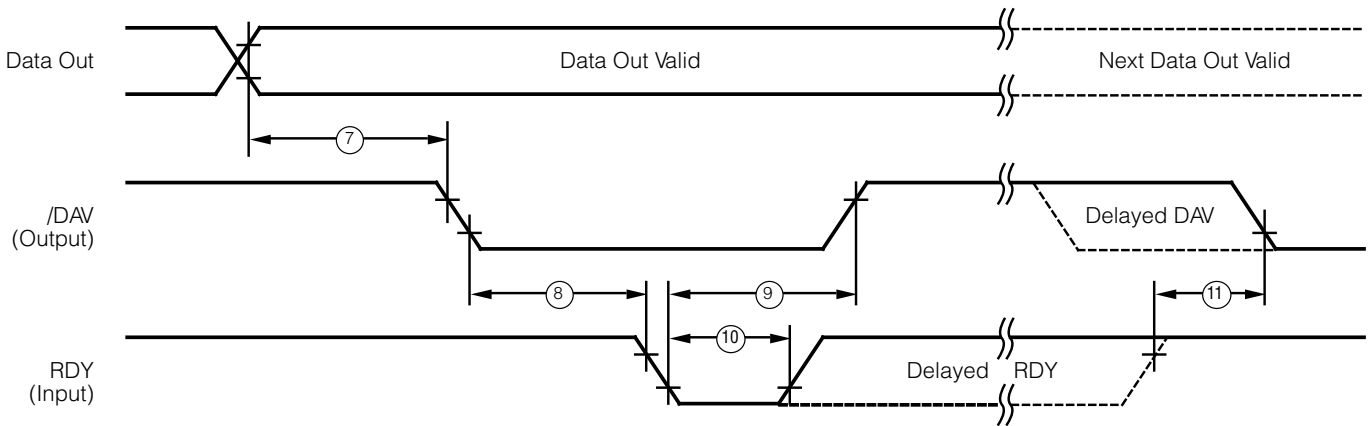 Data Out
Data Out Valid
Next Data Out Valid
7
/DAV
(Output)
Delayed DAV
8
9
11
10
RDY
(Input)
Delayed RDY